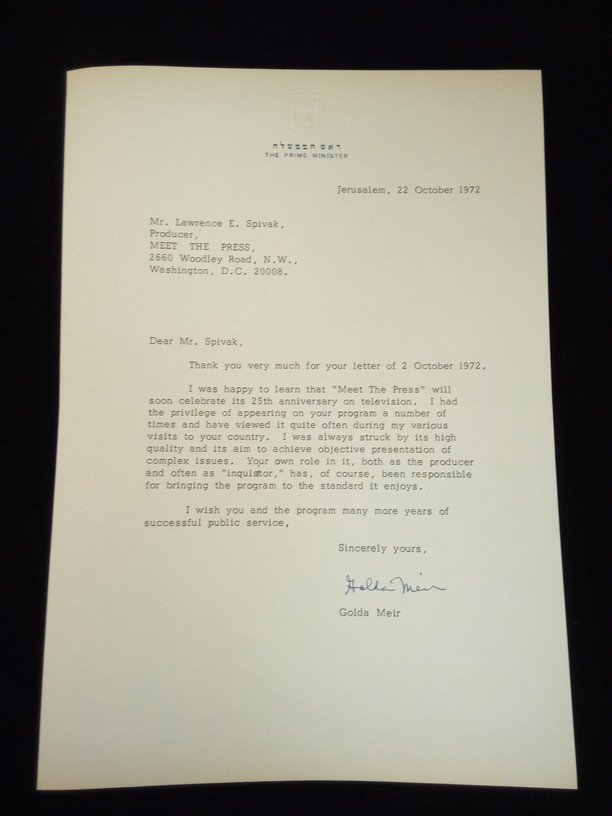 ראש הממשלה
THE PRIME MINISTER
Jerusalem, 22 October 1972
Mr. Lawrence E. Spivak,
Producer,
MEET THE PRESS,
2660 Woodley Road, N.W.,
Washington, D.C. 20008.
Dear Mr. Spivak,
Thank you very much for your letter of 2 October 1972.
I was happy to learn that "Meet The Press" will
soon celebrate its 25th anniversary on television. I had
the privilege of appearing on your program a number of
times and have viewed it quite often during my various
visits to your country. I was always struck by its high
quality and its aim to achieve objective presentation of
complex issues. Your own role in it, both as the producer
and often as "inquistor," has, of course, been responsible
for bringing the program to the standard it enjoys.
I wish you and the program many more years of
successful public service,
Sincerely yours,
Golda Meir
Golda Meir